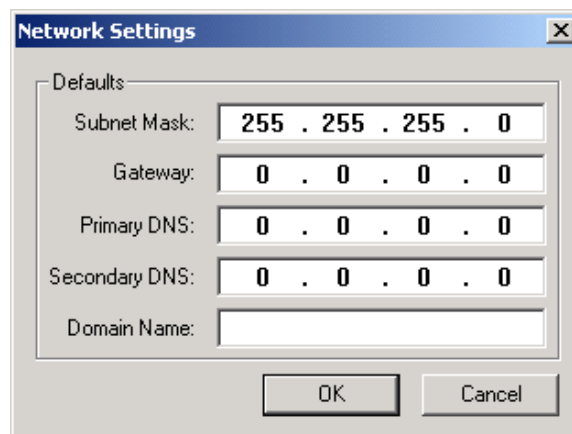 Network Settings
Defaults
Subnet Mask: 255 . 255 . 255 . 0
Gateway: 0 . 0 . 0 . 0
Primary DNS: 0 . 0 . 0 . 0
Secondary DNS: 0 . 0 . 0 . 0
Domain Name:
OK Cancel